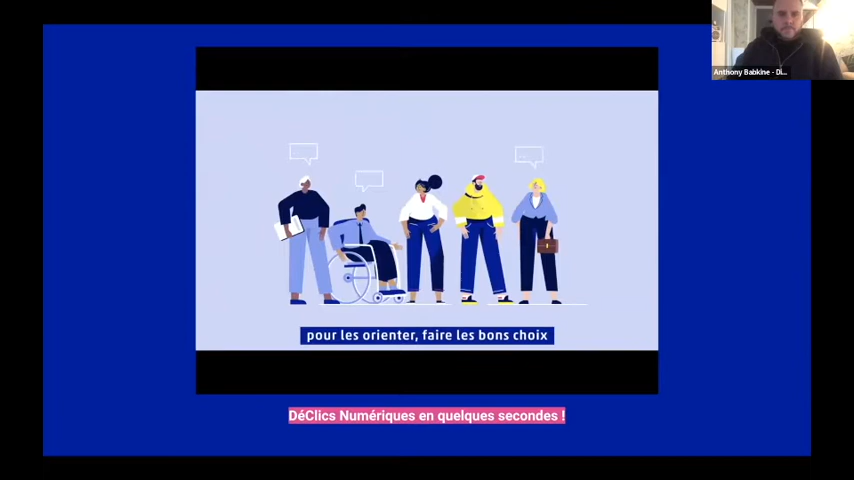 Anthony Babkine - Di...
pour les orienter, faire les bons choix
DéClics Numériques en quelques secondes !